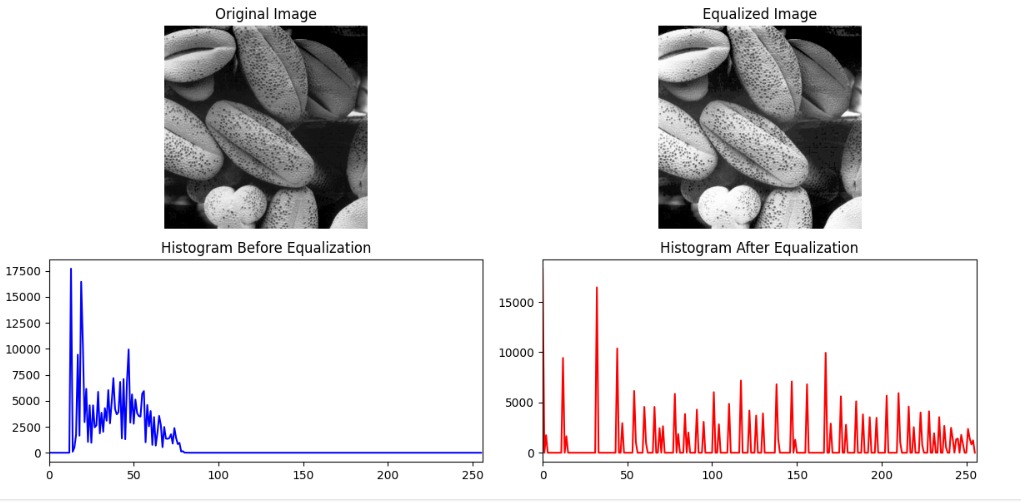 Original Image
Equalized Image
Histogram Before Equalization
Histogram After Equalization
17500
15000
12500
10000
7500
5000
2500
0
0 50 100 150 200 250
15000
10000
5000
0
0 50 100 150 200 250